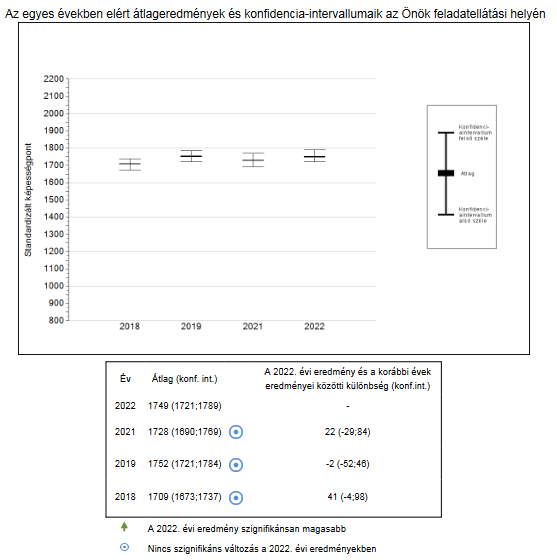 Az egyes években elért átlageredmények és konfidencia-intervallumaik az Önök feladatellátási helyén
Standardizált képességpont
2200
2100
2000
1900
1800
1700
1600
1500
1400
1300
1200
1100
1000
900
800
2018 2019 2021 2022
Konfidenci-
aintervallum
felső széle
Átlag
Konfidenci-
aintervallum
alsó széle
Év Átlag (konf. int.) A 2022. évi eredmény és a korábbi évek
eredményei közötti különbség (konf.int.)
2022 1749 (1721;1789) -
2021 1728 (1690;1769) 22 (-29;84)
2019 1752 (1721;1784) -2 (-52;46)
2018 1709 (1673;1737) 41 (-4;98)
A 2022. évi eredmény szignifikánsan magasabb
Nincs szignifikáns változás a 2022. évi eredményekben